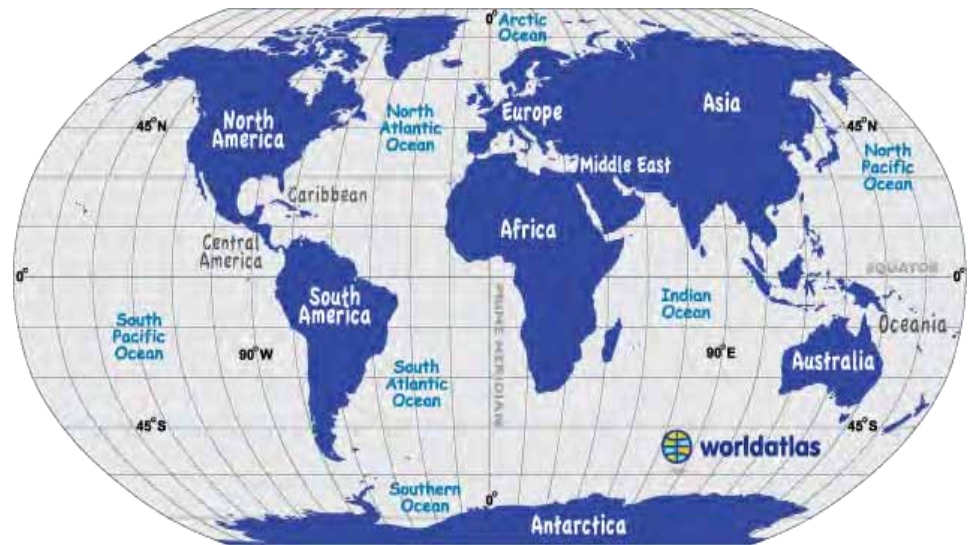 0°
Arctic
Ocean
North
America
45°N
North
Atlantic
Ocean
Europe
Asia
45°N
North
Pacific
Ocean
Middle East
Caribbean
Africa
Central
America
0°
EQUATOR
0°
South
America
PRIME MERIDIAN
Indian
Ocean
Oceania
South
Pacific
Ocean
90°W
90°E
Australia
South
Atlantic
Ocean
45°S
45°S
worldatlas
Southern
Ocean
0°
Antarctica